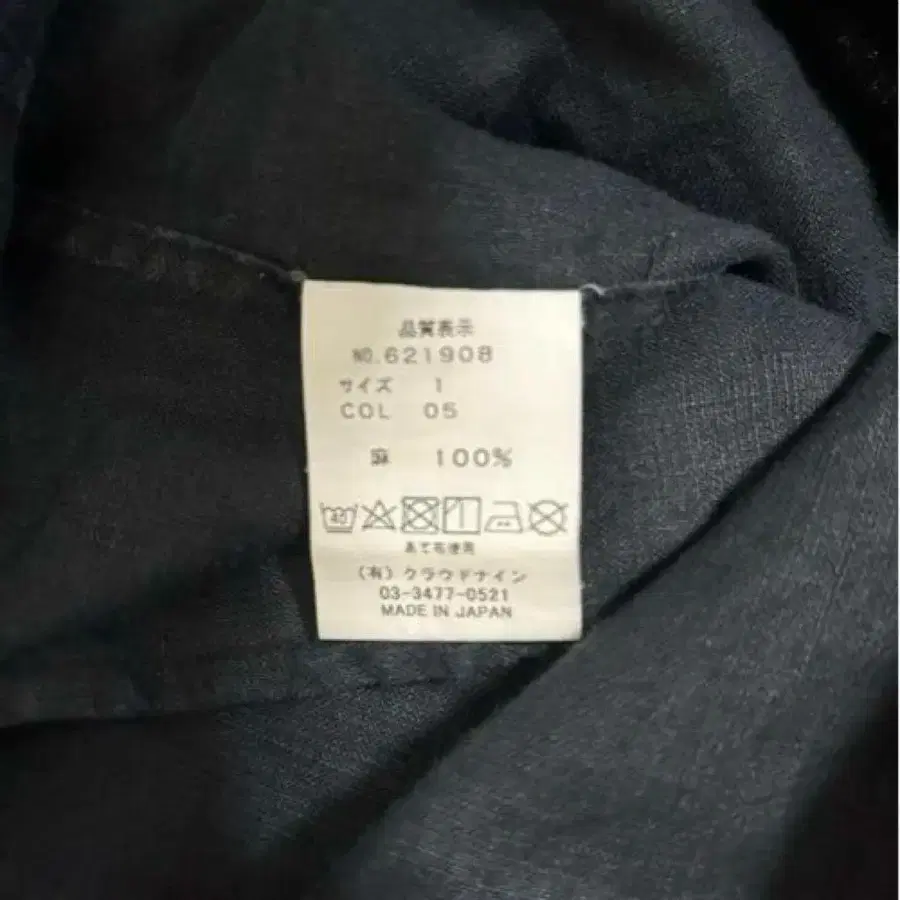 品質表示
NO.621908
サイズ 1
COL 05
麻 100%
40
あて布使用
(有)クラウドナイン
03-3477-0521
MADE IN JAPAN